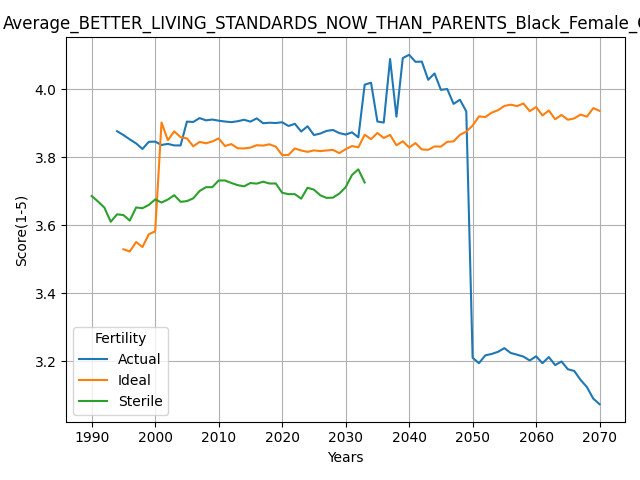 Average_BETTER_LIVING_STANDARDS_NOW_THAN_PARENTS_Black_Female_
Score(1-5)
4.0
3.8
3.6
3.4
3.2
Fertility
Actual
Ideal
Sterile
1990 2000 2010 2020 2030 2040 2050 2060 2070
Years